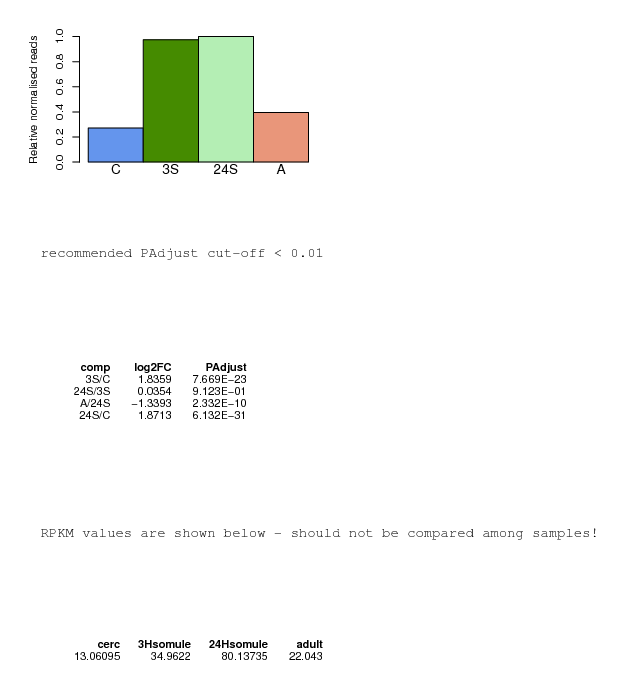 Relative normalised reads
1.0
0.8
0.6
0.4
0.2
0.0
C 3S 24S A
recommended PAdjust cut-off < 0.01
comp log2FC PAdjust
3S/C 1.8359 7.669E−23
24S/3S 0.0354 9.123E−01
A/24S −1.3393 2.332E−10
24S/C 1.8713 6.132E−31
RPKM values are shown below - should not be compared among samples!
cerc 3Hsomule 24Hsomule adult
13.06095 34.9622 80.13735 22.043